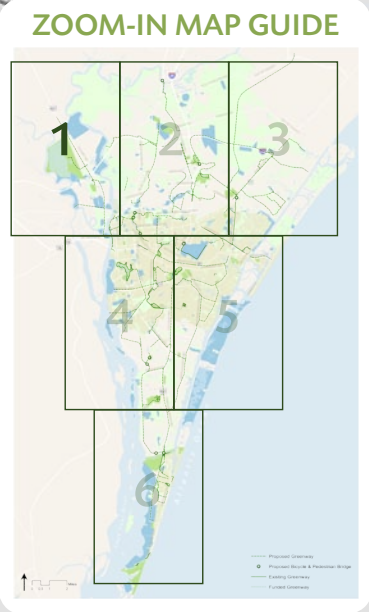 ZOOM-IN MAP GUIDE
1
2
3
4
5
6
Proposed Greenway
Proposed Bicycle & Pedestrian Bridge
Existing Greenway
Funded Greenway
Miles